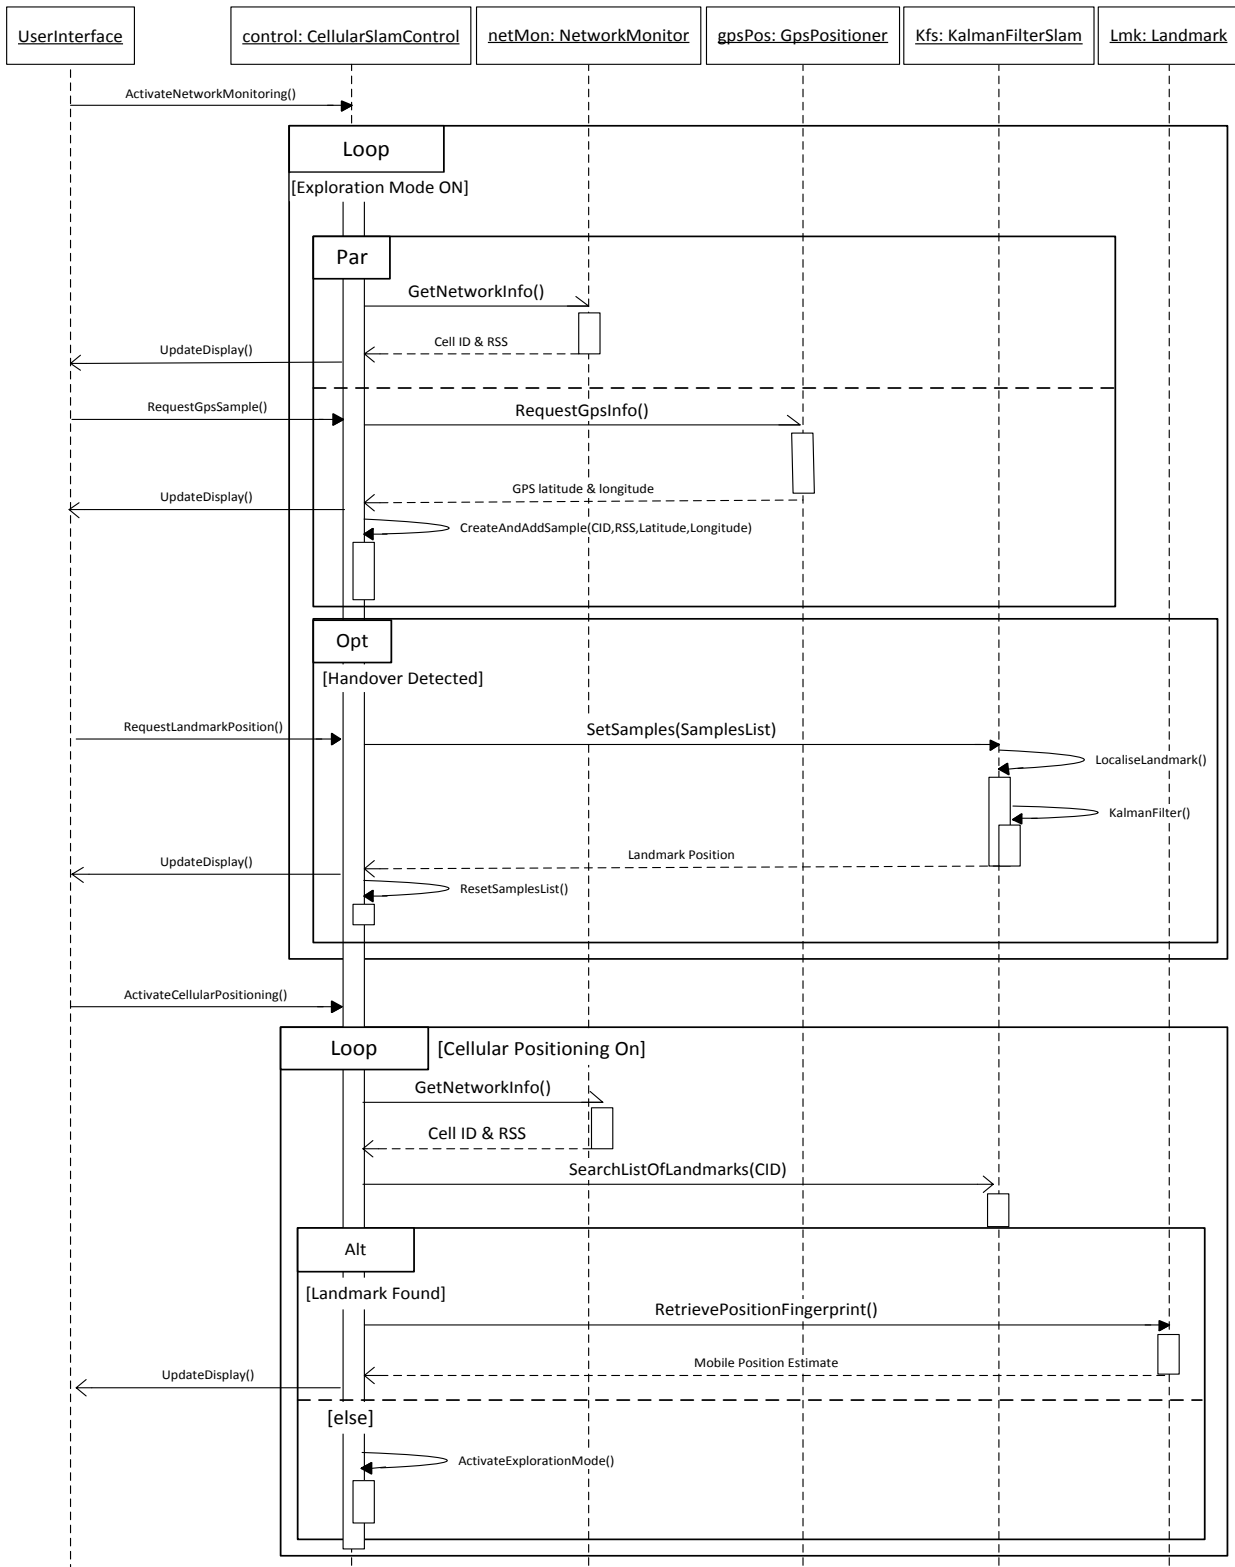 UserInterface
control: CellularSlamControl
netMon: NetworkMonitor
gpsPos: GpsPositioner
Kfs: KalmanFilterSlam
Lmk: Landmark
ActivateNetworkMonitoring()
Loop
[Exploration Mode ON]
Par
GetNetworkInfo()
Cell ID & RSS
UpdateDisplay()
RequestGpsSample()
RequestGpsInfo()
GPS latitude & longitude
UpdateDisplay()
CreateAndAddSample(CID,RSS,Latitude,Longitude)
Opt
[Handover Detected]
RequestLandmarkPosition()
SetSamples(SamplesList)
LocaliseLandmark()
KalmanFilter()
Landmark Position
UpdateDisplay()
ResetSamplesList()
ActivateCellularPositioning()
Loop
[Cellular Positioning On]
GetNetworkInfo()
Cell ID & RSS
SearchListOfLandmarks(CID)
Alt
[Landmark Found]
RetrievePositionFingerprint()
Mobile Position Estimate
UpdateDisplay()
[else]
ActivateExplorationMode()